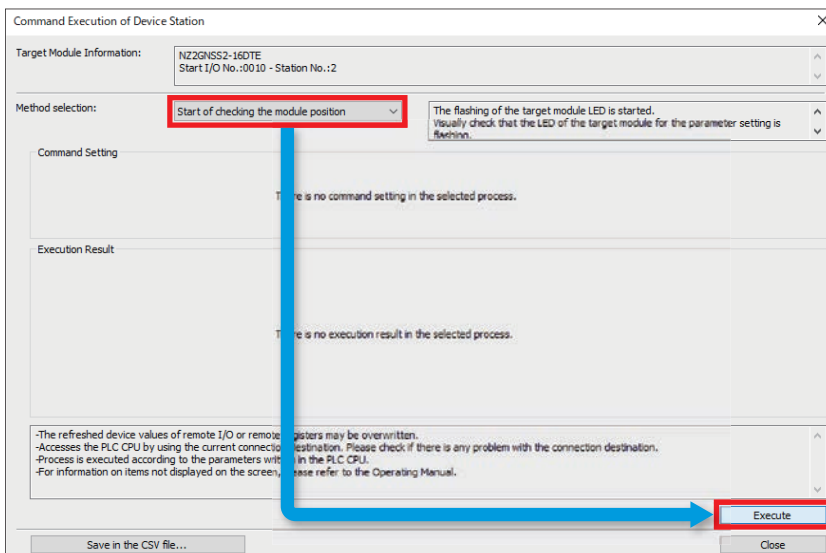 Command Execution of Device Station
Target Module Information:
NZ2GNSS2-16DTE
Start I/O No.:0010 - Station No.:2
Method selection:
Start of checking the module position
The flashing of the target module LED is started.
Visually check that the LED of the target module for the parameter setting is
flashing.
Command Setting
There is no command setting in the selected process.
Execution Result
There is no execution result in the selected process.
-The refreshed device values of remote I/O or remote registers may be overwritten.
-Accesses the PLC CPU by using the current connection destination. Please check if there is any problem with the connection destination.
-Process is executed according to the parameters written in the PLC CPU.
-For information on items not displayed on the screen, please refer to the Operating Manual.
Execute
Save in the CSV file...
Close